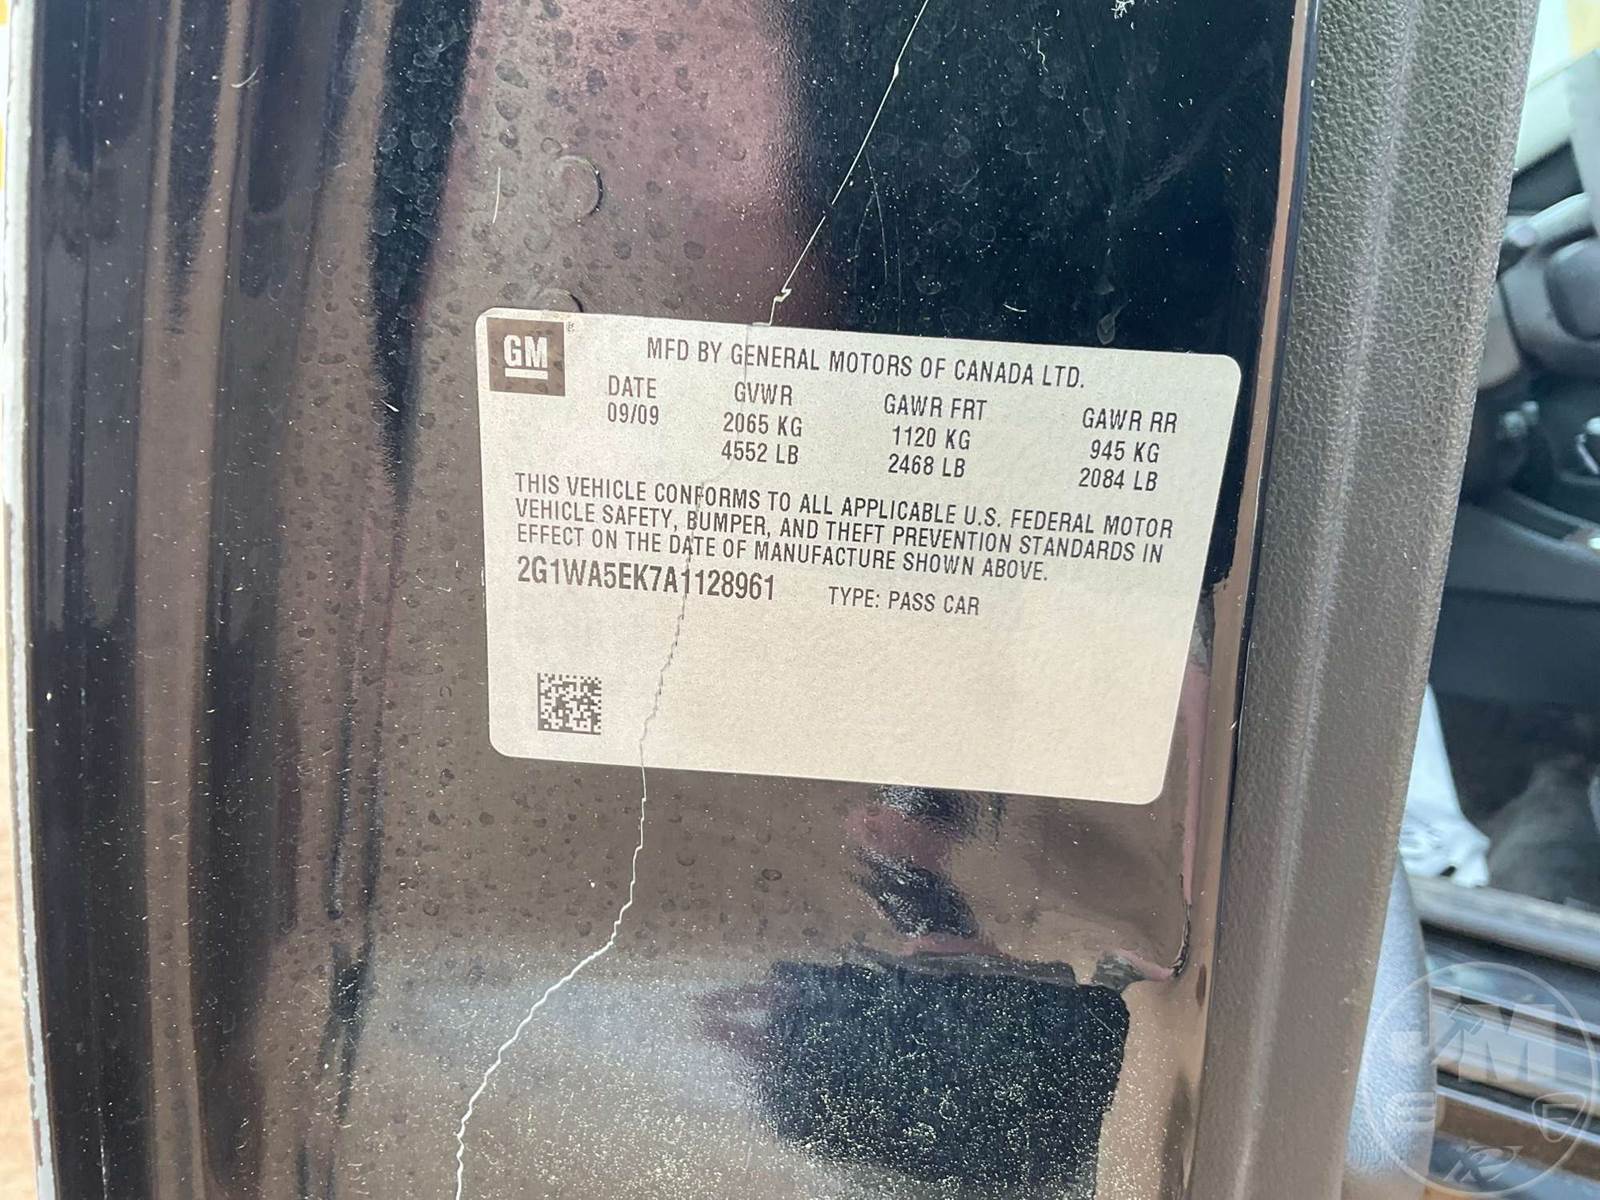 GM
MFD BY GENERAL MOTORS OF CANADA LTD.
DATE GVWR GAWR FRT GAWR RR
09/09 2065 KG 1120 KG 945 KG
4552 LB 2468 LB 2084 LB
THIS VEHICLE CONFORMS TO ALL APPLICABLE U.S. FEDERAL MOTOR
VEHICLE SAFETY, BUMPER, AND THEFT PREVENTION STANDARDS IN
EFFECT ON THE DATE OF MANUFACTURE SHOWN ABOVE.
2G1WA5EK7A1128961 TYPE: PASS CAR